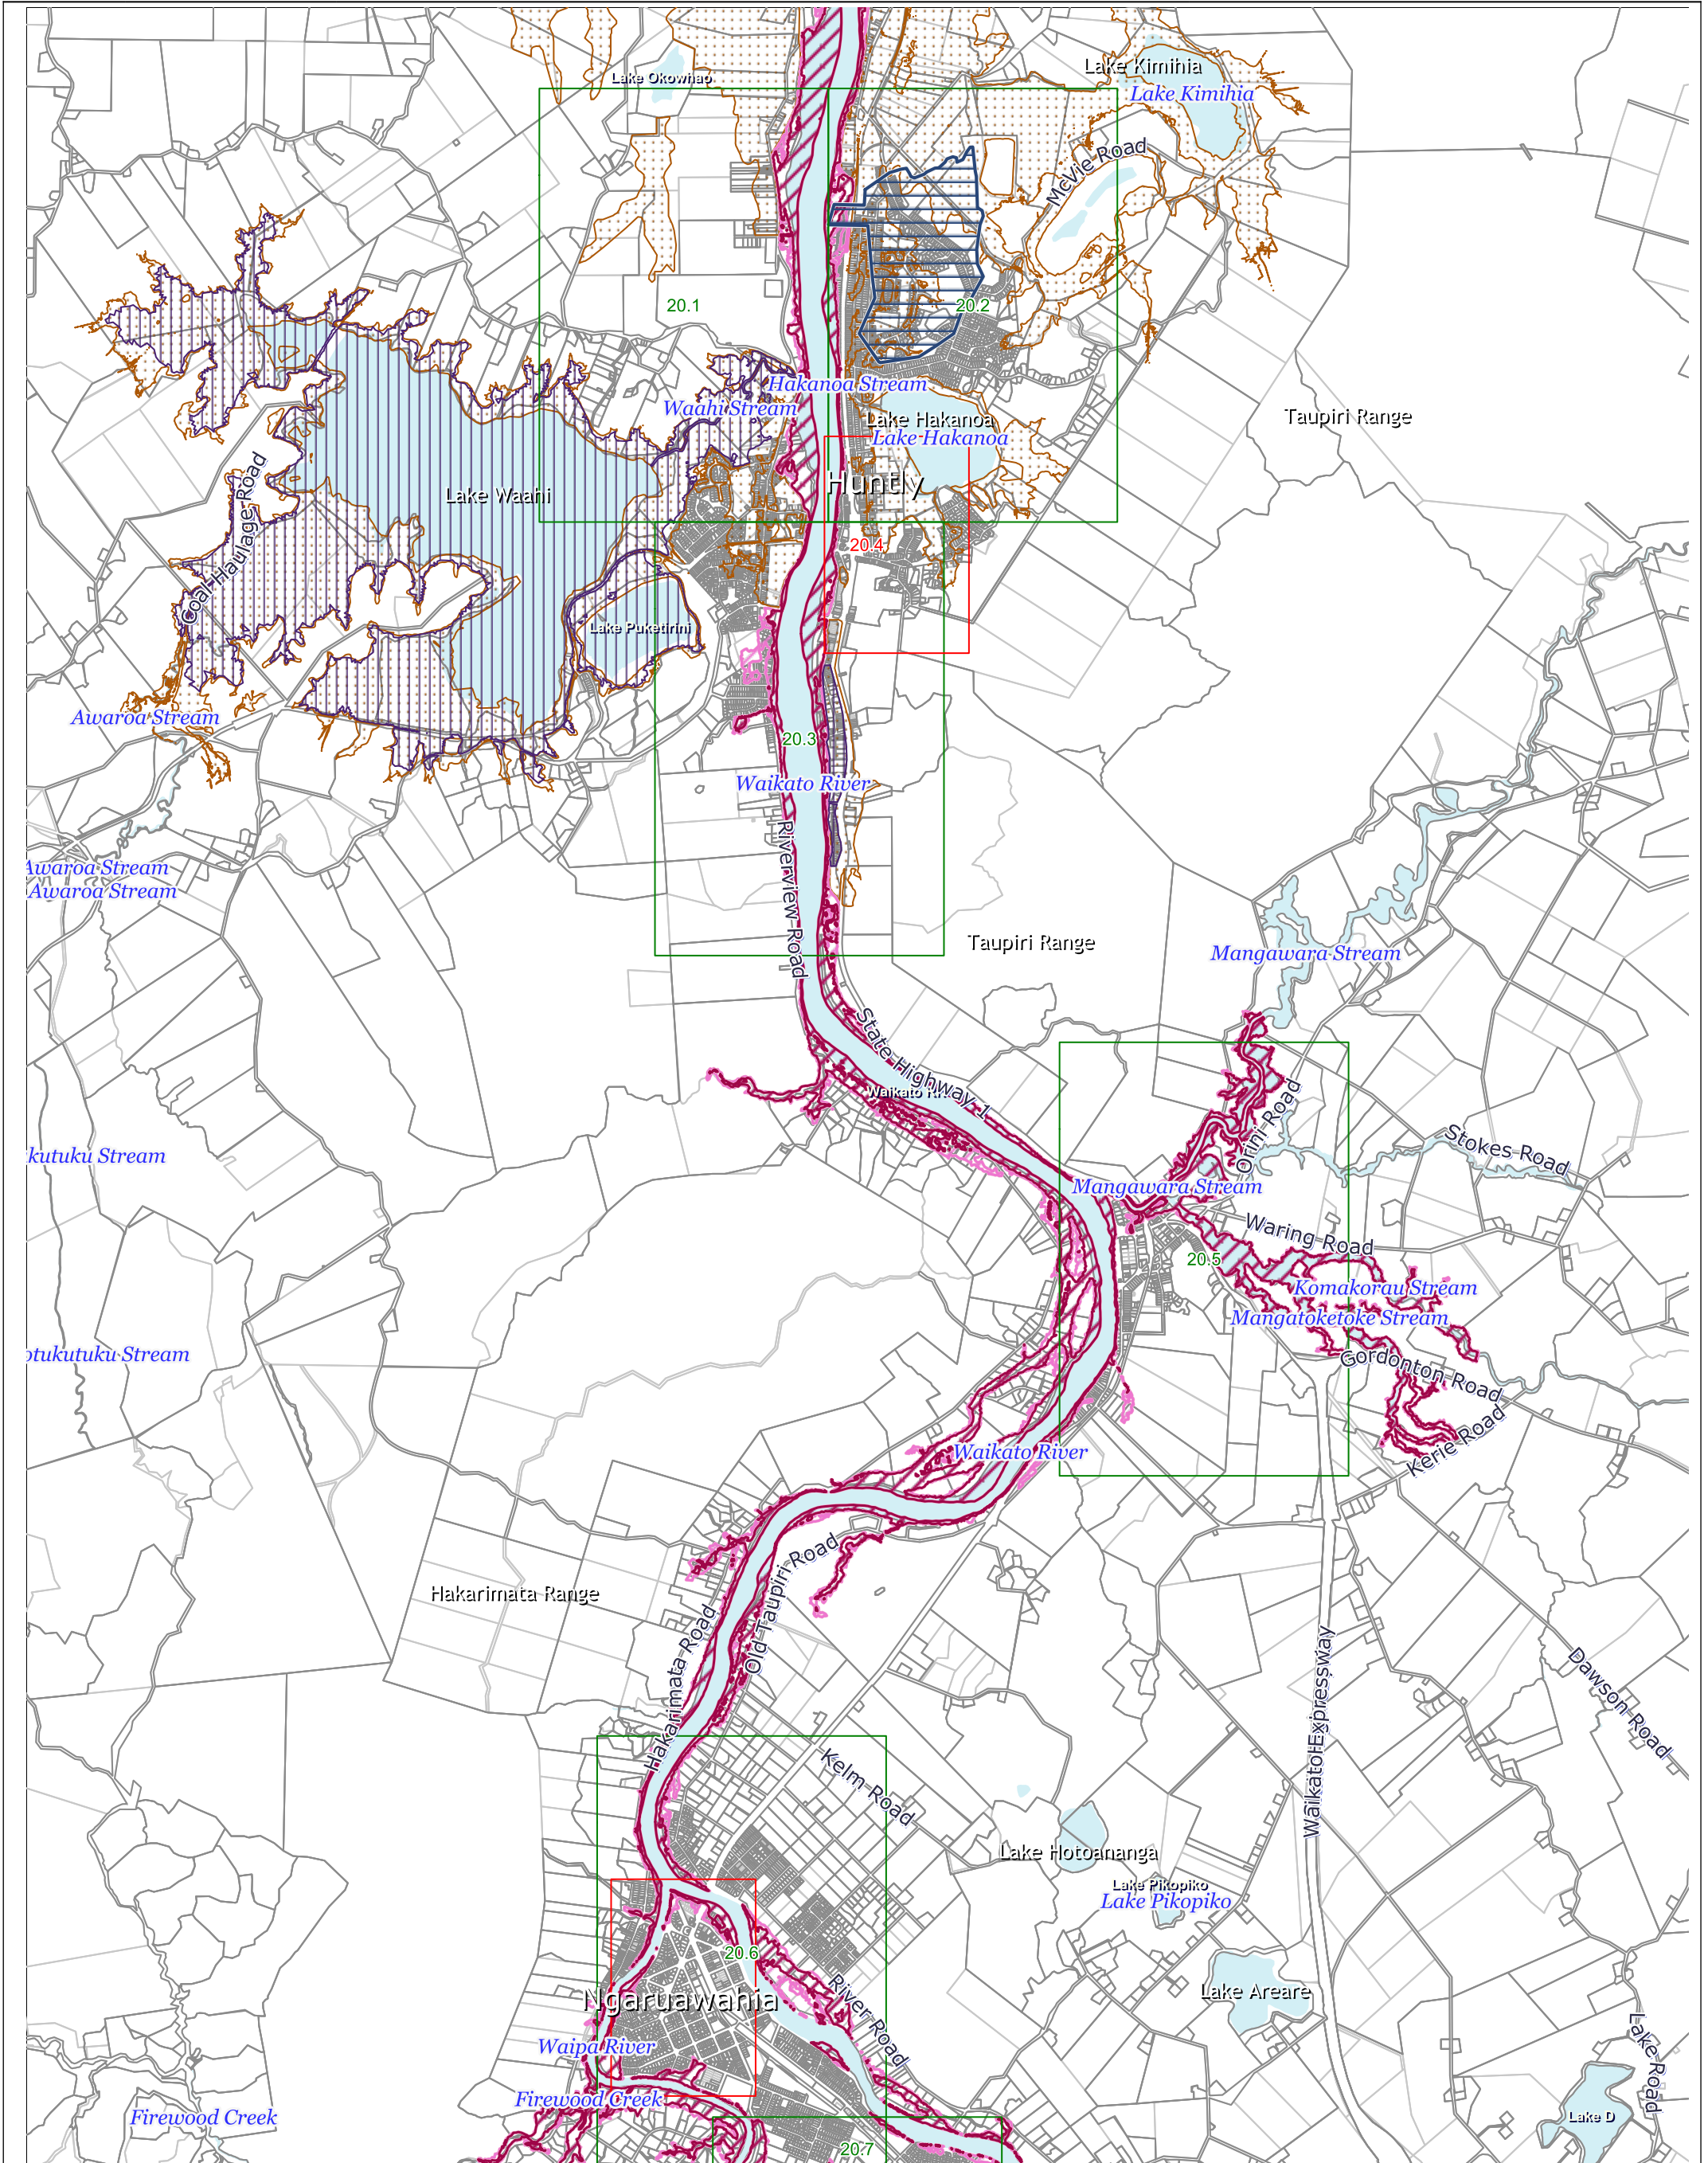 Lake Okowhao
Lake Kimihia
Lake Kimihia
McVie Road
20.1
20.2
Hakanoa Stream
Waahi Stream
Lake Hakanoa
Lake Hakanoa
Taupiri Range
Coal Haulage Road
Lake Waahi
Huntly
20.4
Lake Puketirini
Awaroa Stream
20.3
Waikato River
Riverview Road
Awaroa Stream
Awaroa Stream
Taupiri Range
Mangawara Stream
State Highway 1
Orini Road
kutuku Stream
Stokes Road
Mangawara Stream
Waring Road
20.5
Komakorau Stream
Mangatoketoke Stream
otukutuku Stream
Gordonton Road
Kerie Road
Waikato River
Old Taupiri Road
Hakarimata Range
Hakarimata Road
Waikato Expressway
Dawson Road
Kelm Road
Lake Hotoananga
Lake Pikopiko
Lake Pikopiko
20.6
Ngaruawahia
River Road
Lake Areare
Lake Road
Waipa River
Firewood Creek
Firewood Creek
Lake D
20.7